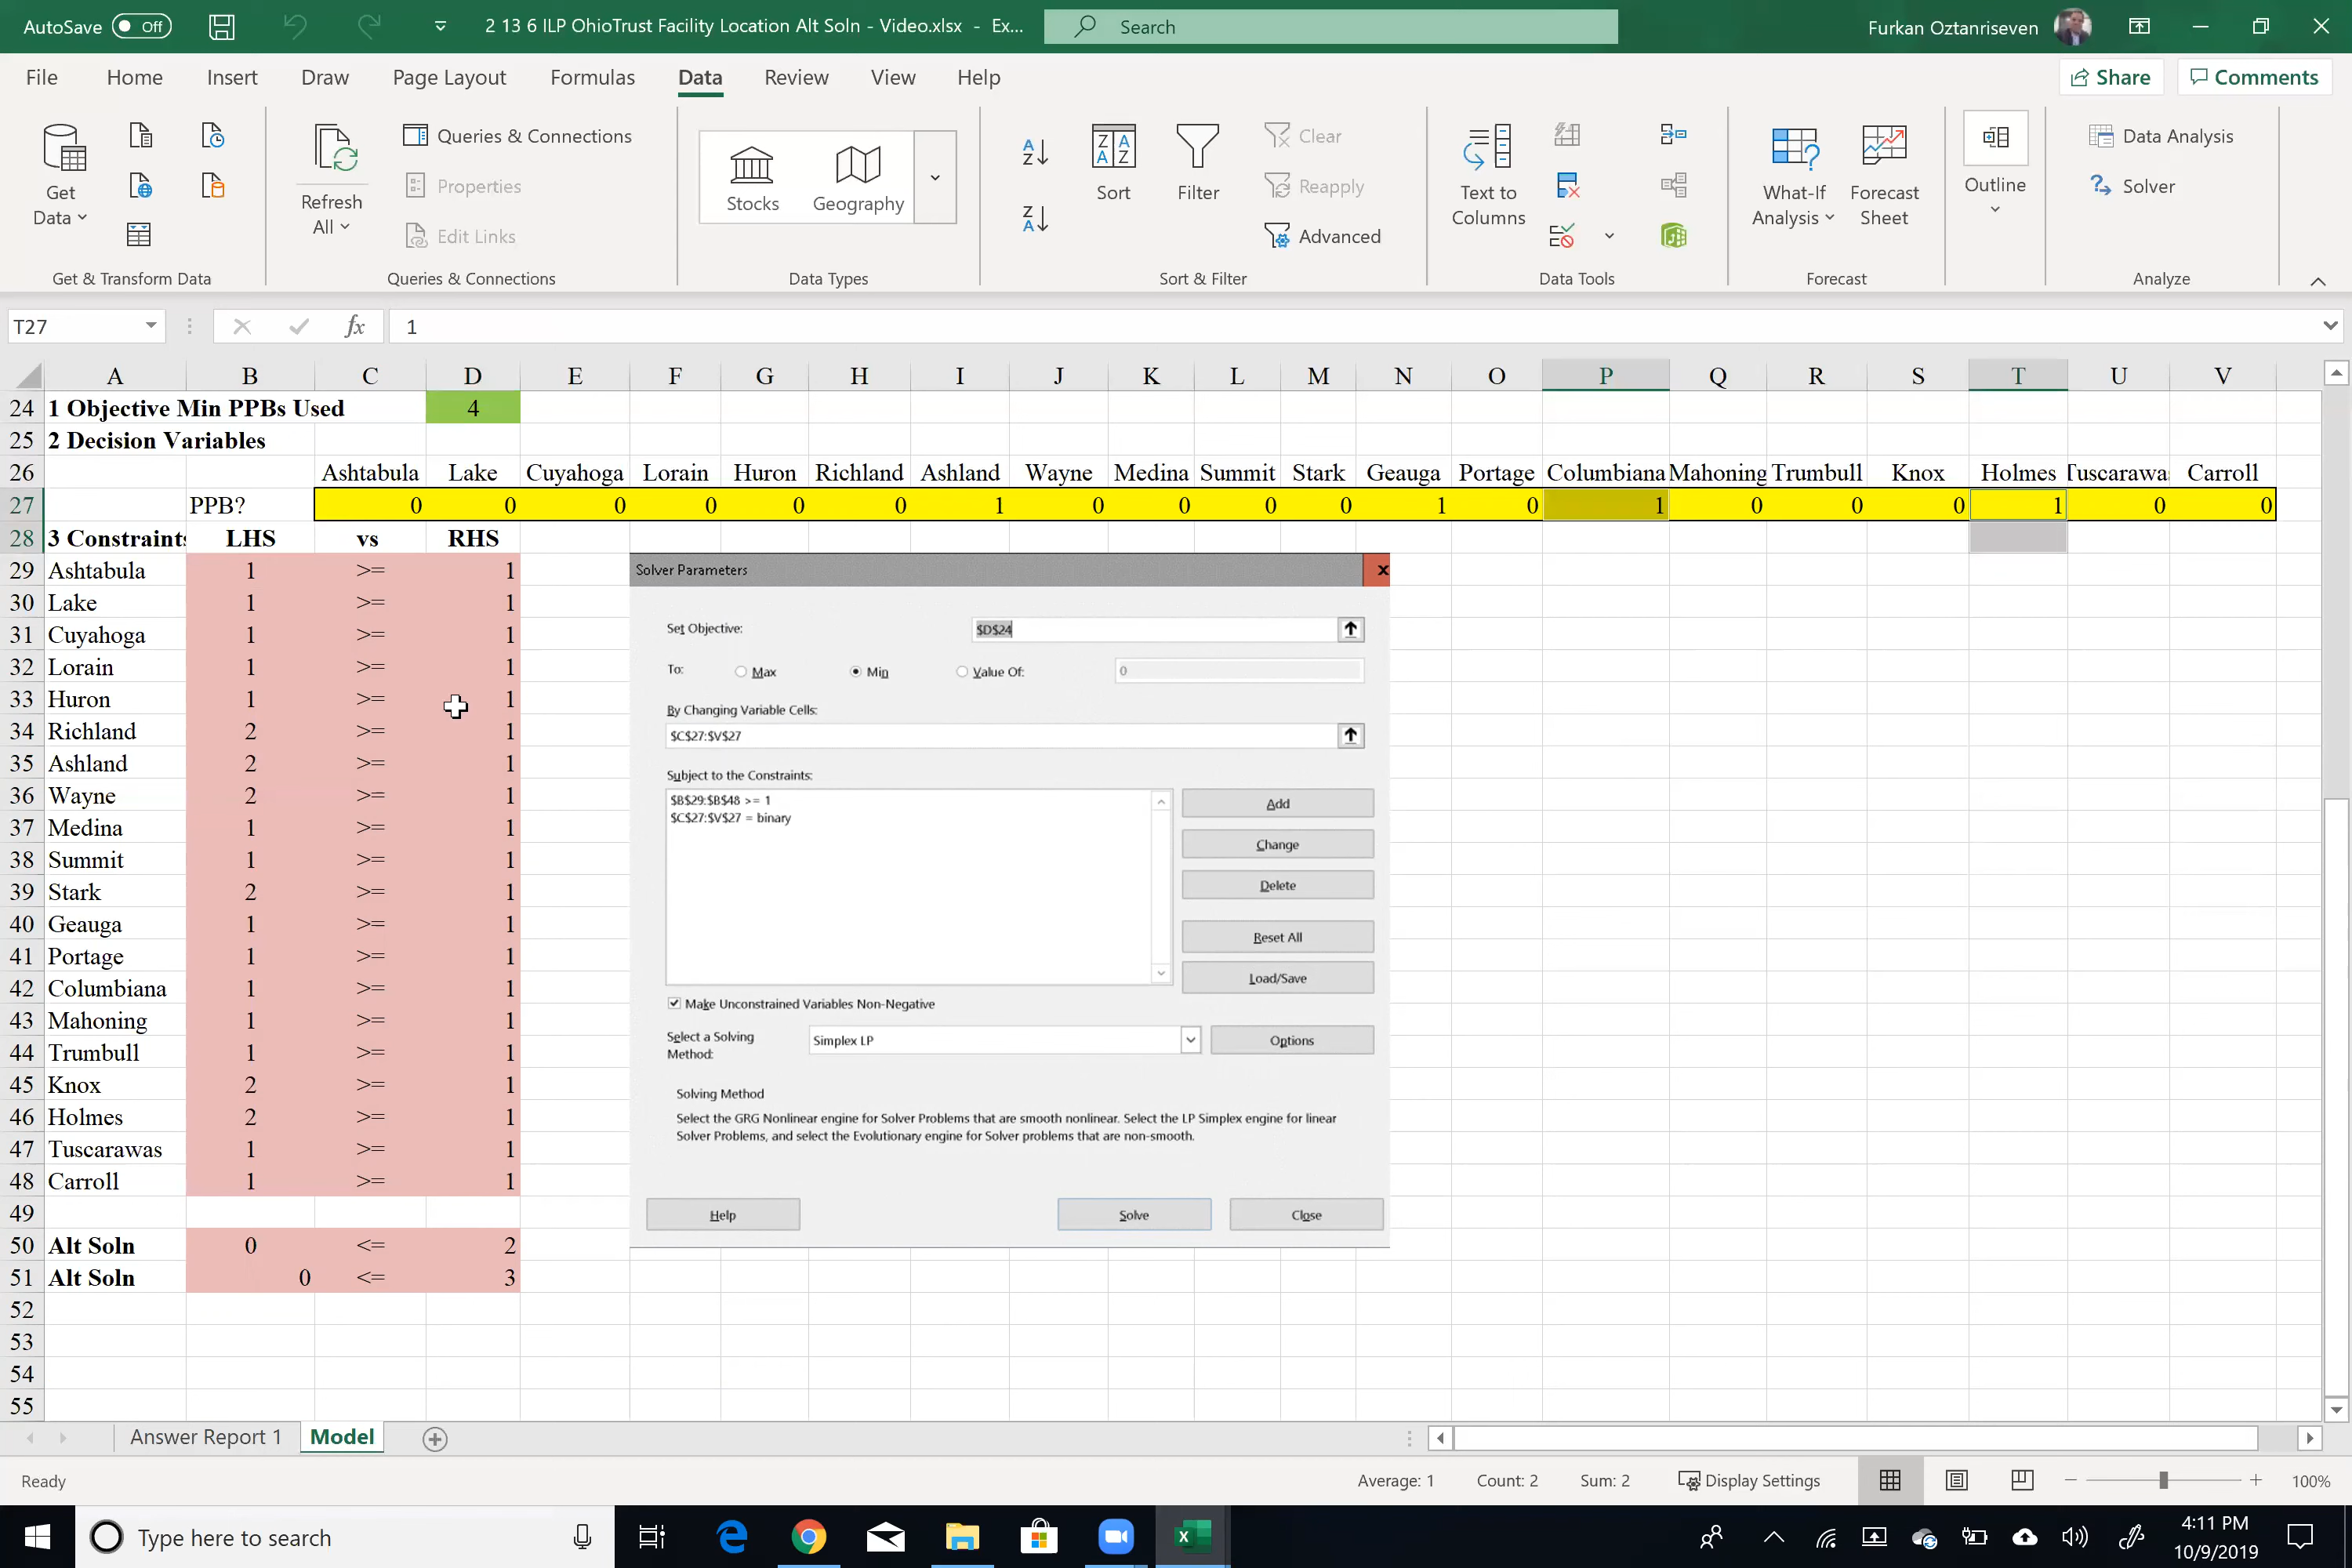 AutoSave Off 2 13 6 ILP OhioTrust Facility Location Alt Soln - Video.xlsx - Ex... Search Furkan Oztanriseven
File Home Insert Draw Page Layout Formulas Data Review View Help Share Comments
Get Data
Refresh All
Queries & Connections
Properties
Edit Links
Stocks Geography
Sort
Filter
Clear
Reapply
Advanced
Text to Columns
What-If Analysis
Forecast Sheet
Outline
Data Analysis
Solver
Get & Transform Data Queries & Connections Data Types Sort & Filter Data Tools Forecast Analyze
T27 fx 1
A B C D E F G H I J K L M N O P Q R S T U V
24 1 Objective Min PPBs Used 4
25 2 Decision Variables
26 Ashtabula Lake Cuyahoga Lorain Huron Richland Ashland Wayne Medina Summit Stark Geauga Portage Columbiana Mahoning Trumbull Knox Holmes Tuscarawa Carroll
27 PPB? 0 0 0 0 0 0 1 0 0 0 0 1 0 1 0 0 0 1 0 0
28 3 Constraints LHS vs RHS
29 Ashtabula 1 >= 1
30 Lake 1 >= 1
31 Cuyahoga 1 >= 1
32 Lorain 1 >= 1
33 Huron 1 >= 1
34 Richland 2 >= 1
35 Ashland 2 >= 1
36 Wayne 2 >= 1
37 Medina 1 >= 1
38 Summit 1 >= 1
39 Stark 2 >= 1
40 Geauga 1 >= 1
41 Portage 1 >= 1
42 Columbiana 1 >= 1
43 Mahoning 1 >= 1
44 Trumbull 1 >= 1
45 Knox 2 >= 1
46 Holmes 2 >= 1
47 Tuscarawas 1 >= 1
48 Carroll 1 >= 1
49
50 Alt Soln 0 <= 2
51 Alt Soln 0 <= 3
52
53
54
55
Solver Parameters x
Set Objective: $D$24
To: Max Min Value Of: 0
By Changing Variable Cells:
$C$27:$V$27
Subject to the Constraints:
$B$29:$B$48 >= 1
$C$27:$V$27 = binary
Add
Change
Delete
Reset All
Load/Save
Make Unconstrained Variables Non-Negative
Select a Solving Method: Simplex LP Options
Solving Method
Select the GRG Nonlinear engine for Solver Problems that are smooth nonlinear. Select the LP Simplex engine for linear
Solver Problems, and select the Evolutionary engine for Solver problems that are non-smooth.
Help Solve Close
Answer Report 1 Model
Ready Average: 1 Count: 2 Sum: 2 Display Settings 100%
Type here to search 4:11 PM
10/9/2019